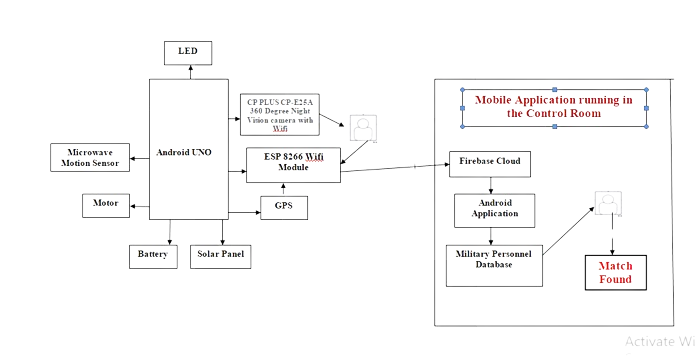 LED
CP PLUS CP-E25A
360 Degree Night
Vision camera with
Wifi
Mobile Application running in
the Control Room
Microwave
Motion Sensor
Android UNO
ESP 8266 Wifi
Module
Firebase Cloud
Motor
GPS
Android
Application
Battery
Solar Panel
Military Personnel
Database
Match
Found
Activate Wi